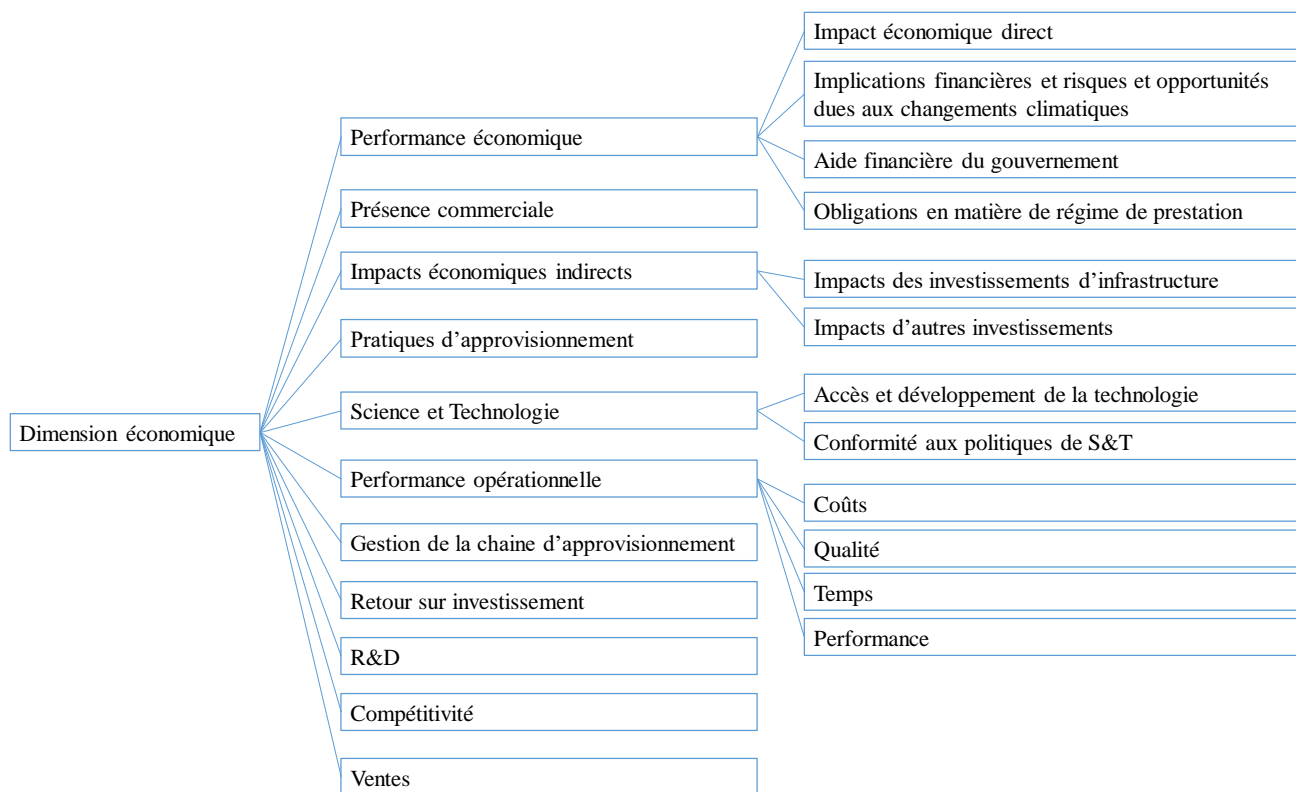 Dimension économique
Performance économique
Présence commerciale
Impacts économiques indirects
Pratiques d’approvisionnement
Science et Technologie
Performance opérationnelle
Gestion de la chaine d’approvisionnement
Retour sur investissement
R&D
Compétitivité
Ventes
Impact économique direct
Implications financières et risques et opportunités
dues aux changements climatiques
Aide financière du gouvernement
Obligations en matière de régime de prestation
Impacts des investissements d’infrastructure
Impacts d’autres investissements
Accès et développement de la technologie
Conformité aux politiques de S&T
Coûts
Qualité
Temps
Performance